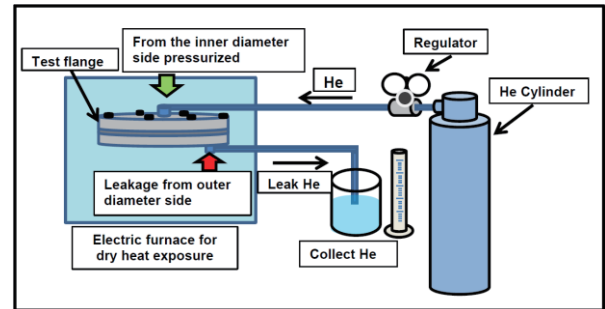 From the inner diameter
side pressurized
Regulator
Test flange
He
He Cylinder
Leakage from outer
diameter side
Leak He
Electric furnace for
dry heat exposure
Collect He